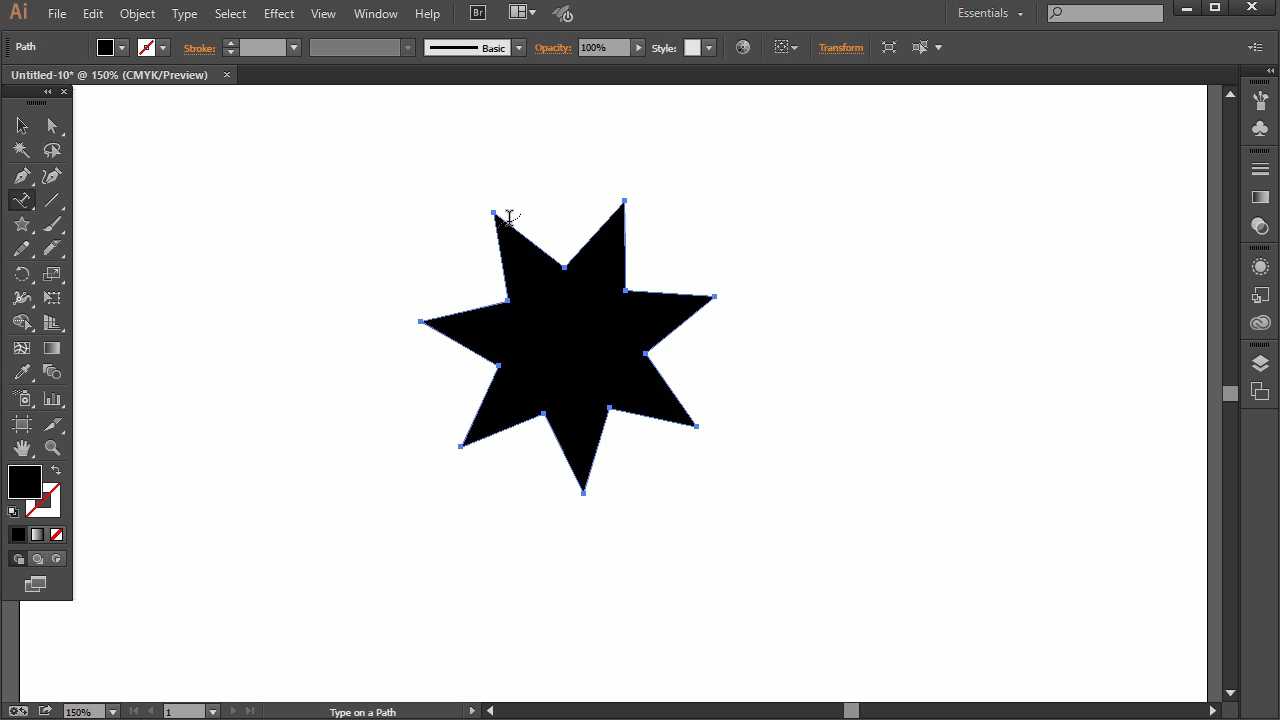 Ai File Edit Object Type Select Effect View Window Help Br Essentials
Path Stroke: Basic Opacity: 100% Style: Transform
Untitled-10* @ 150% (CMYK/Preview) ×
150% 1 Type on a Path